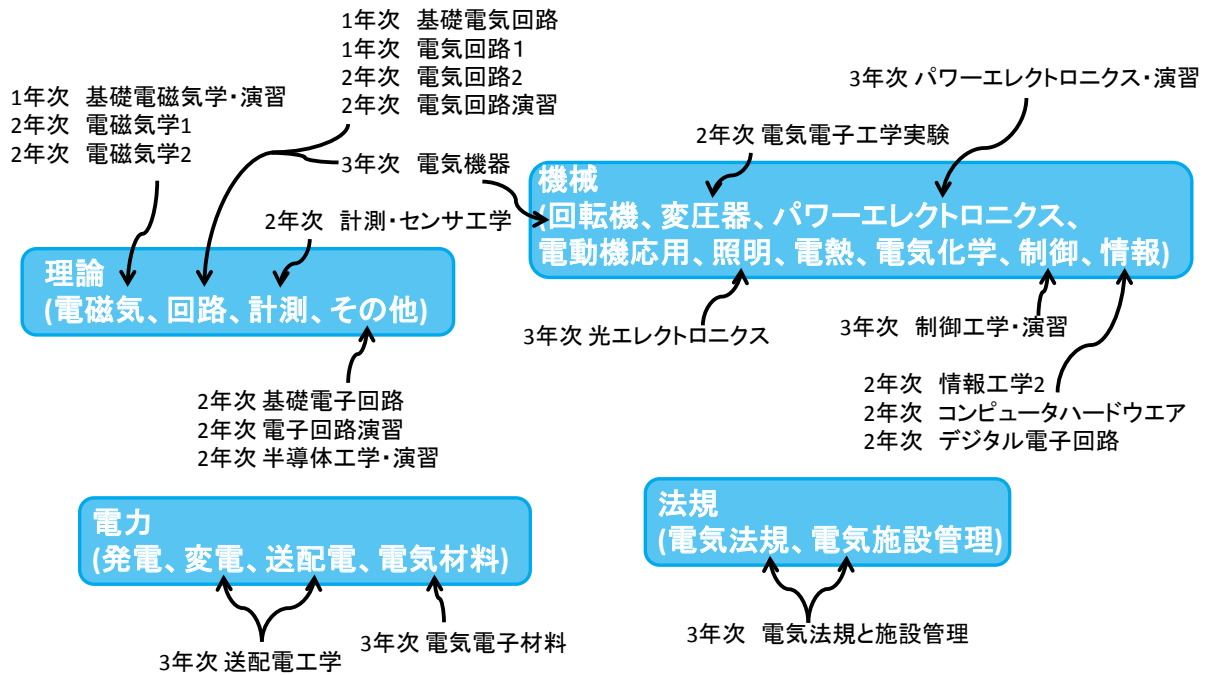 1年次 基礎電気回路
1年次 電気回路1
2年次 電気回路2
2年次 電気回路演習
1年次 基礎電磁気学・演習
2年次 電磁気学1
2年次 電磁気学2
3年次 電気機器
2年次 計測・センサ工学
3年次 パワーエレクトロニクス・演習
2年次 電気電子工学実験
機械
(回転機、変圧器、パワーエレクトロニクス、
電動機応用、照明、電熱、電気化学、制御、情報)
理論
(電磁気、回路、計測、その他)
3年次 光エレクトロニクス
3年次 制御工学・演習
2年次 情報工学2
2年次 コンピュータハードウエア
2年次 デジタル電子回路
2年次 基礎電子回路
2年次 電子回路演習
2年次 半導体工学・演習
電力
(発電、変電、送配電、電気材料)
3年次 送配電工学
3年次 電気電子材料
法規
(電気法規、電気施設管理)
3年次 電気法規と施設管理